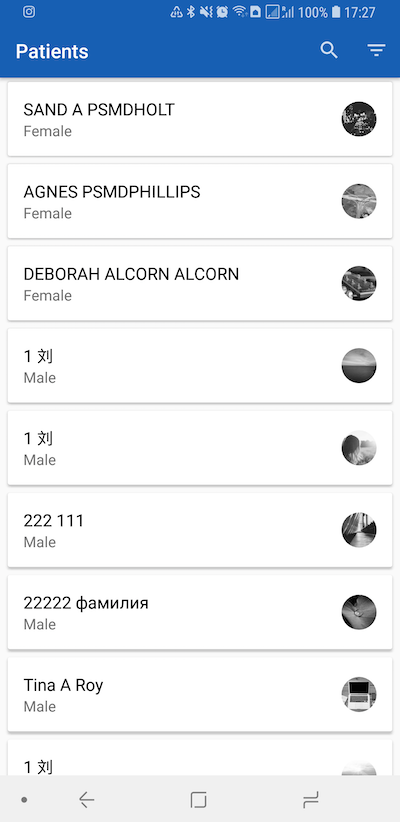 100% 17:27
Patients
SAND A PSMDHOLT
Female
AGNES PSMDPHILLIPS
Female
DEBORAH ALCORN ALCORN
Female
1 刘
Male
1 刘
Male
222 111
Male
22222 фамилия
Male
Tina A Roy
Male
1 刘